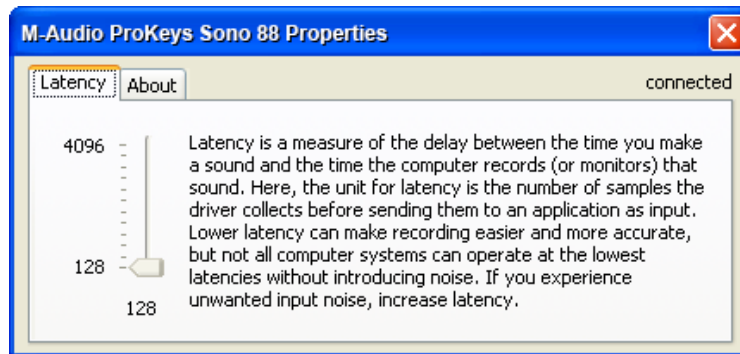 M-Audio ProKeys Sono 88 Properties
Latency
About
connected
4096
128
128
Latency is a measure of the delay between the time you make
a sound and the time the computer records (or monitors) that
sound. Here, the unit for latency is the number of samples the
driver collects before sending them to an application as input.
Lower latency can make recording easier and more accurate,
but not all computer systems can operate at the lowest
latencies without introducing noise. If you experience
unwanted input noise, increase latency.